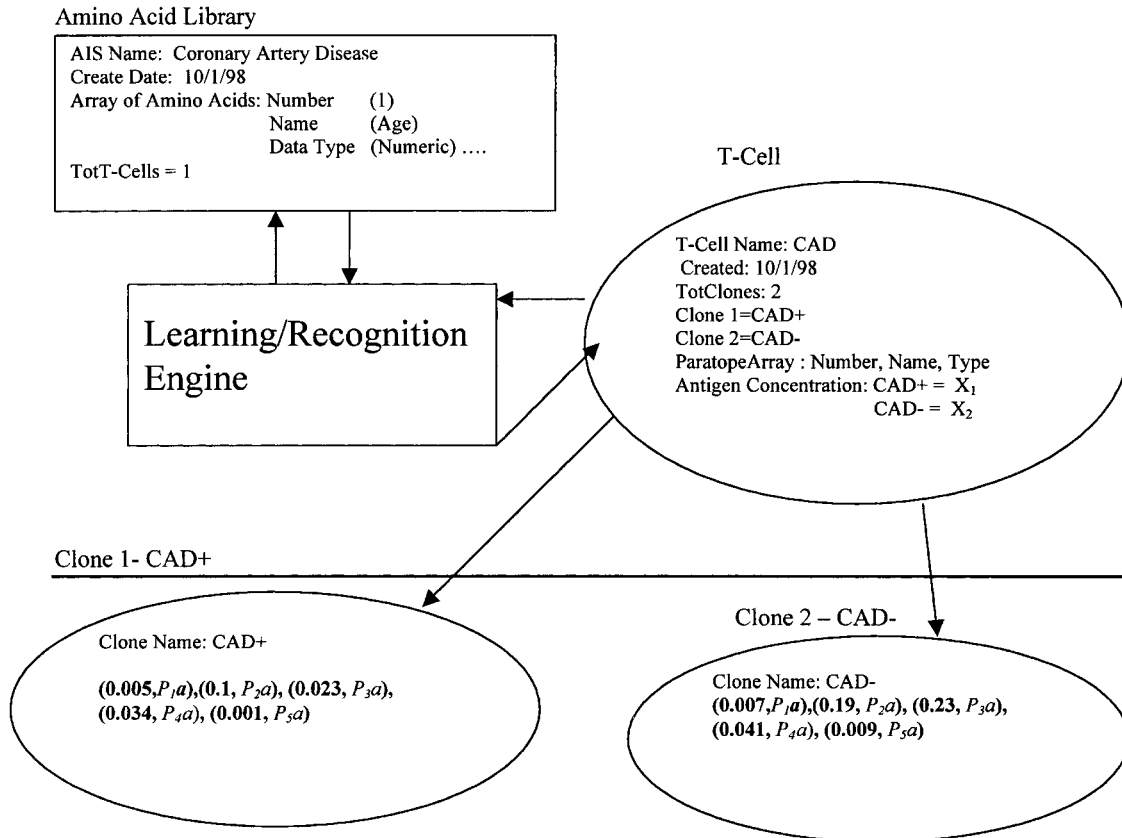 Amino Acid Library
AIS Name: Coronary Artery Disease
Create Date: 10/1/98
Array of Amino Acids: Number (1)
Name (Age)
Data Type (Numeric) ….
TotT-Cells = 1
T-Cell
T-Cell Name: CAD
Created: 10/1/98
TotClones: 2
Clone 1=CAD+
Clone 2=CAD-
ParatopeArray : Number, Name, Type
Antigen Concentration: CAD+ = X₁
CAD- = X₂
Learning/Recognition
Engine
Clone 1- CAD+
Clone Name: CAD+
(0.005,P₁a),(0.1, P₂a), (0.023, P₃a),
(0.034, P₄a), (0.001, P₅a)
Clone 2 – CAD-
Clone Name: CAD-
(0.007,P₁a),(0.19, P₂a), (0.23, P₃a),
(0.041, P₄a), (0.009, P₅a)